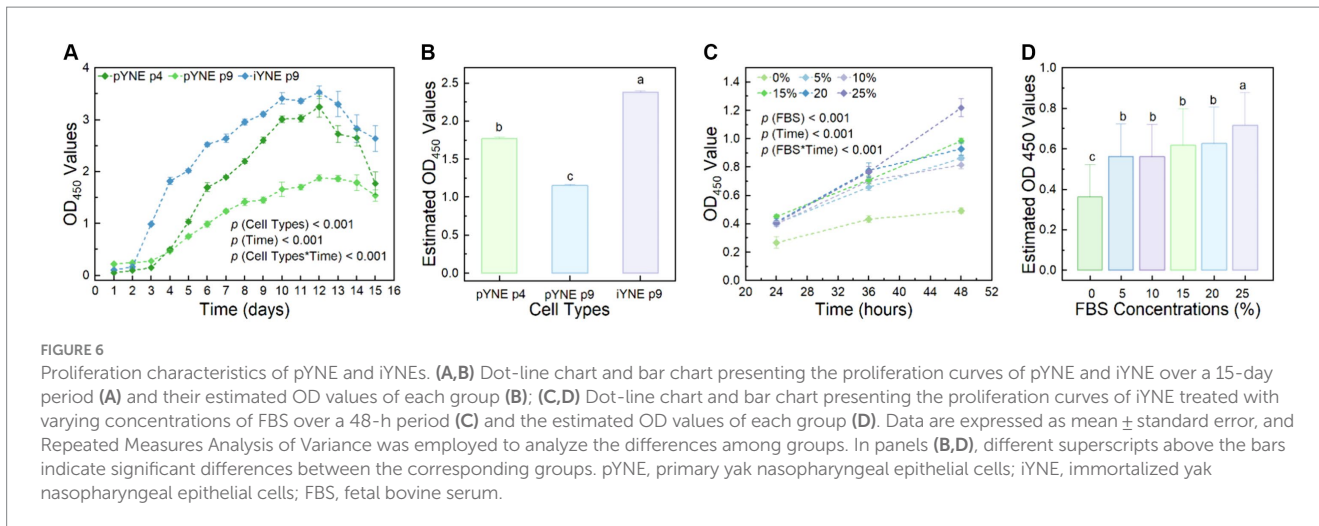 A
pYNE p4 pYNE p9 iYNE p9
OD450 Values
4
3
2
1
0
p (Cell Types) < 0.001
p (Time) < 0.001
p (Cell Types*Time) < 0.001
0 1 2 3 4 5 6 7 8 9 10 11 12 13 14 15 16
Time (days)
B
Estimated OD450 Values
2.5
2.0
1.5
1.0
0.5
0.0
b
c
a
pYNE p4 pYNE p9 iYNE p9
Cell Types
C
OD450 Value
1.4
1.2
1.0
0.8
0.6
0.4
0.2
0.0
0% 5% 10%
15% 20 25%
p (FBS) < 0.001
p (Time) < 0.001
p (FBS*Time) < 0.001
20 24 28 32 36 40 44 48 52
Time (hours)
D
Estimated OD 450 Values
1.0
0.8
0.6
0.4
0.2
0.0
c
b
b
b
b
a
0 5 10 15 20 25
FBS Concentrations (%)
FIGURE 6
Proliferation characteristics of pYNE and iYNEs. (A,B) Dot-line chart and bar chart presenting the proliferation curves of pYNE and iYNE over a 15-day
period (A) and their estimated OD values of each group (B); (C,D) Dot-line chart and bar chart presenting the proliferation curves of iYNE treated with
varying concentrations of FBS over a 48-h period (C) and the estimated OD values of each group (D). Data are expressed as mean ± standard error, and
Repeated Measures Analysis of Variance was employed to analyze the differences among groups. In panels (B,D), different superscripts above the bars
indicate significant differences between the corresponding groups. pYNE, primary yak nasopharyngeal epithelial cells; iYNE, immortalized yak
nasopharyngeal epithelial cells; FBS, fetal bovine serum.